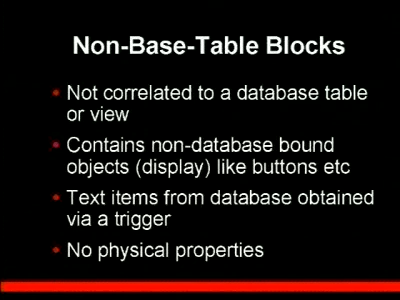 Non-Base-Table Blocks
• Not correlated to a database table
or view
• Contains non-database bound
objects (display) like buttons etc
• Text items from database obtained
via a trigger
• No physical properties